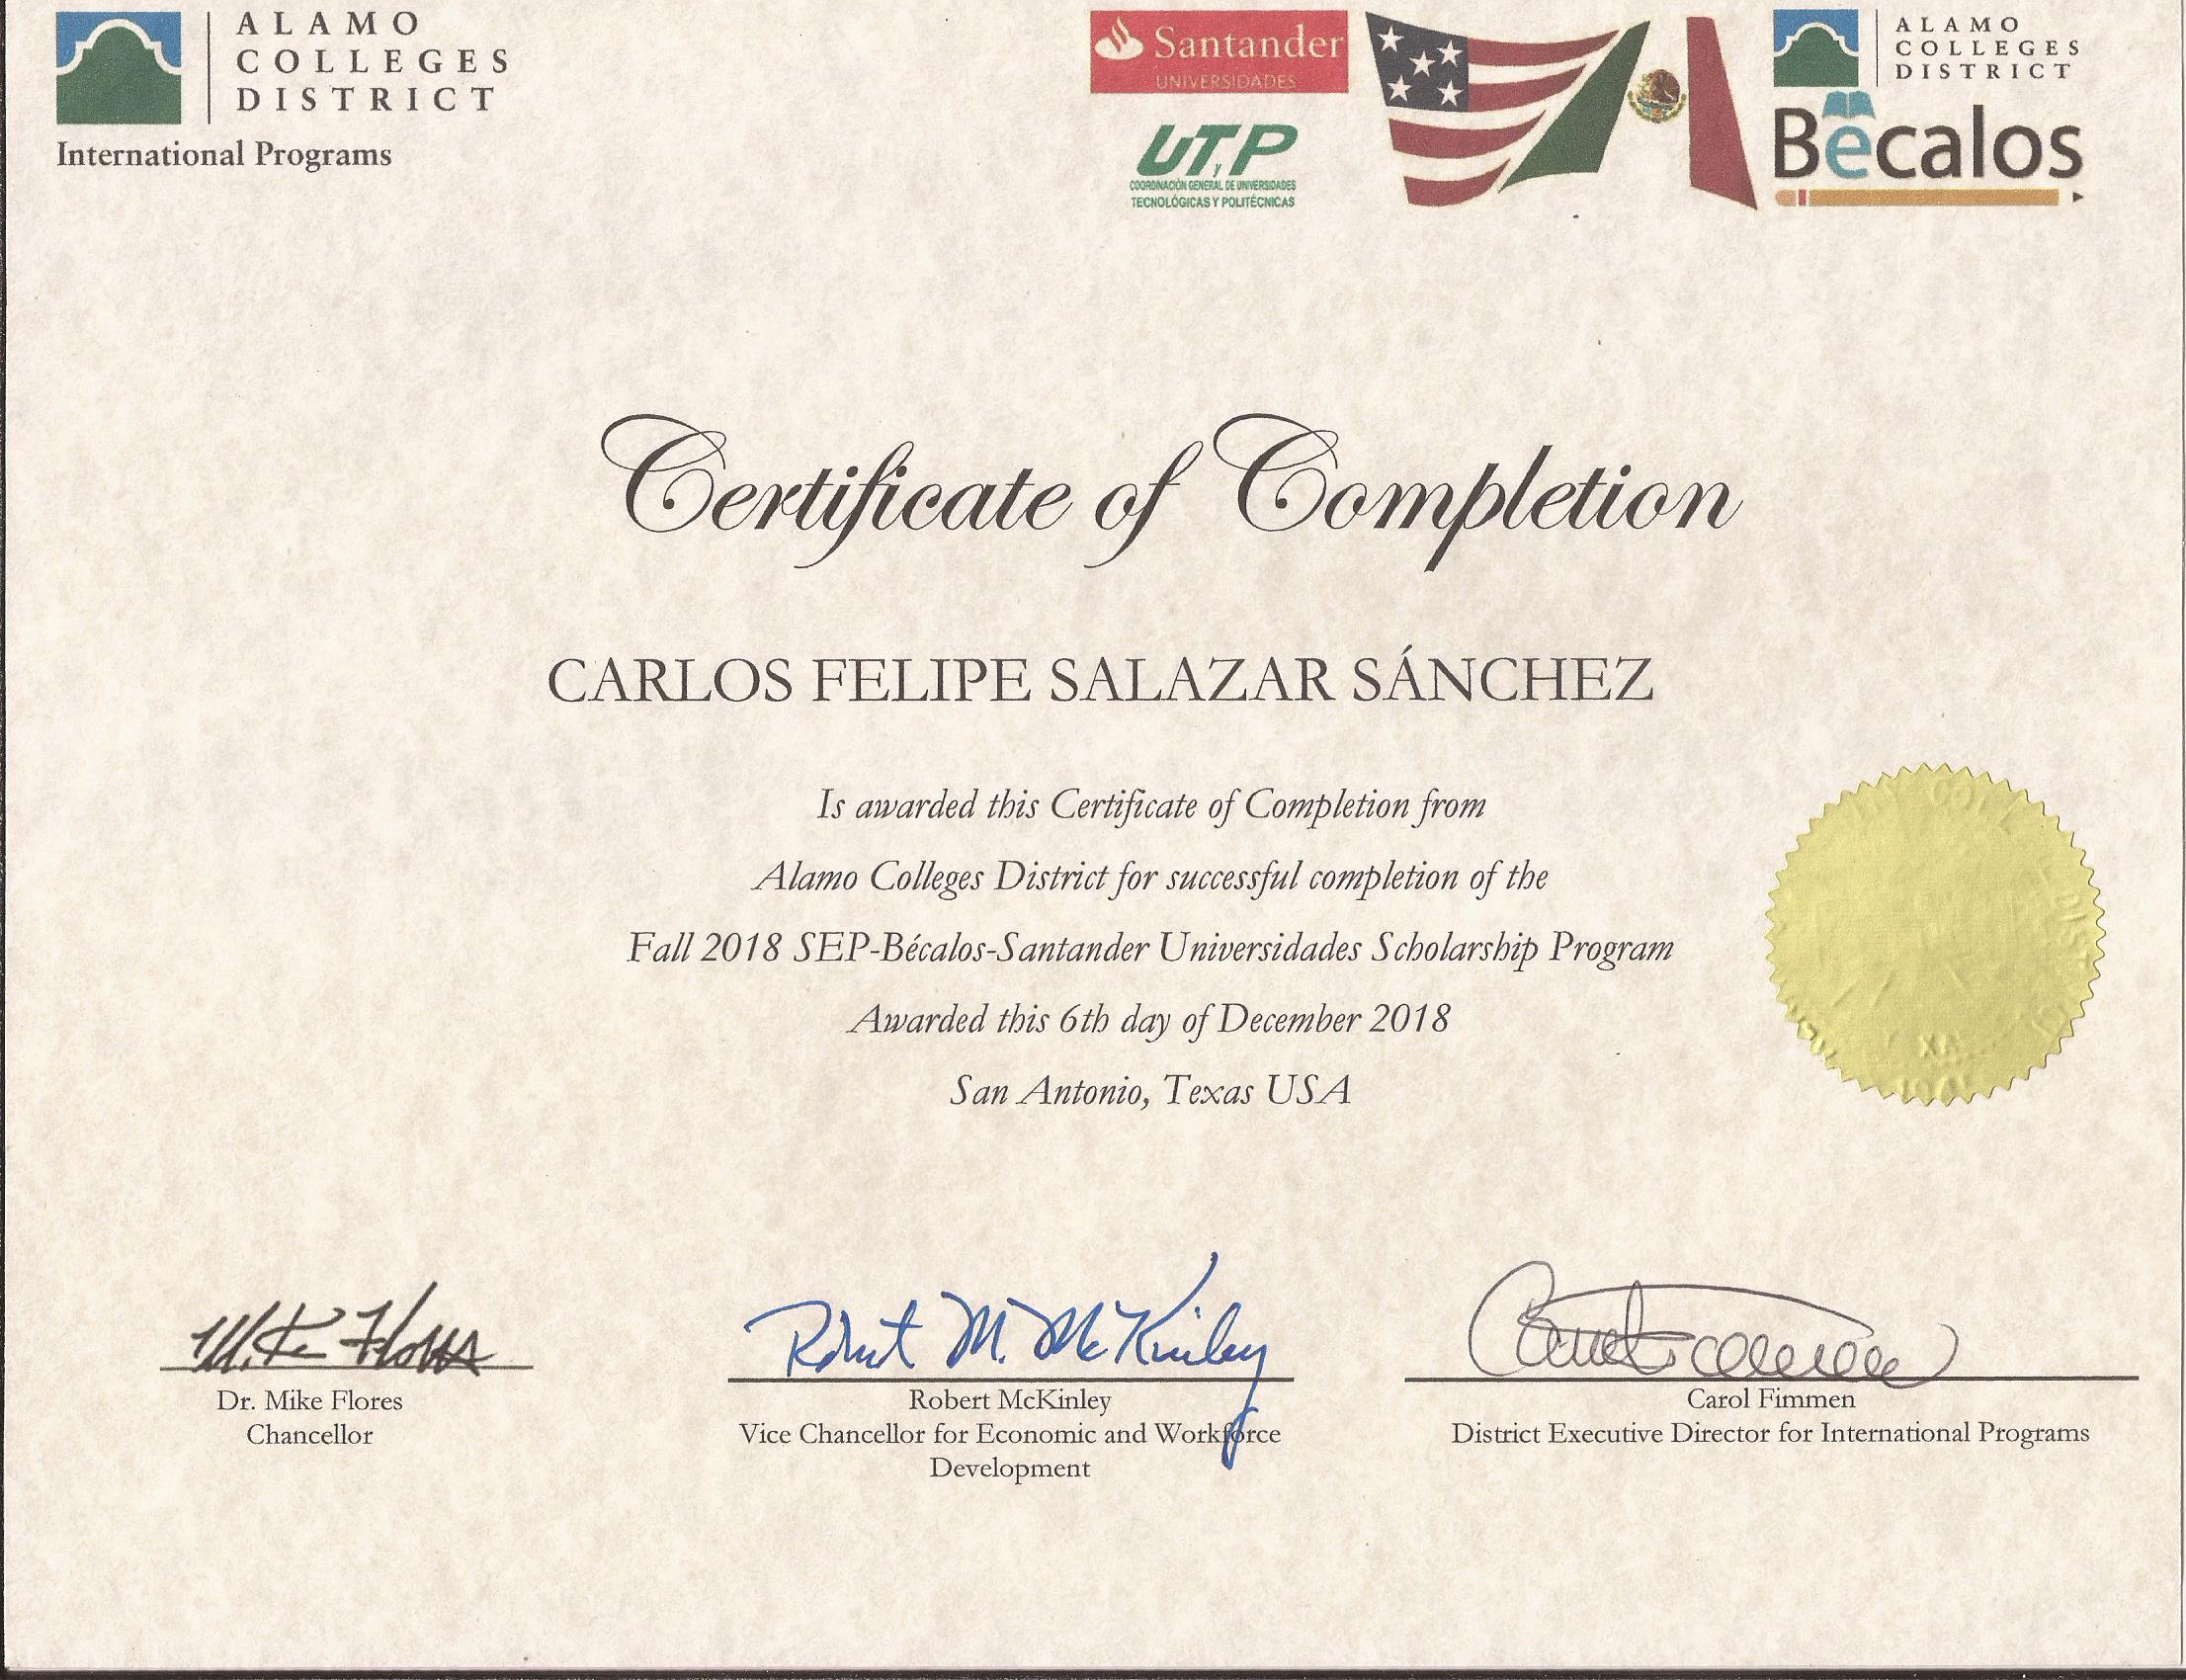 ALAMO
COLLEGES
DISTRICT
International Programs
Santander
UNIVERSIDADES
UT,P
COORDINACIÓN GENERAL DE UNIVERSIDADES
TECNOLÓGICAS Y POLITÉCNICAS
ALAMO
COLLEGES
DISTRICT
Bécalos
Certificate of Completion
CARLOS FELIPE SALAZAR SÁNCHEZ
Is awarded this Certificate of Completion from
Alamo Colleges District for successful completion of the
Fall 2018 SEP-Bécalos-Santander Universidades Scholarship Program
Awarded this 6th day of December 2018
San Antonio, Texas USA
Mike Flores
Dr. Mike Flores
Chancellor
Robert M. McKinley
Robert McKinley
Vice Chancellor for Economic and Workforce
Development
Carol Fimmen
District Executive Director for International Programs